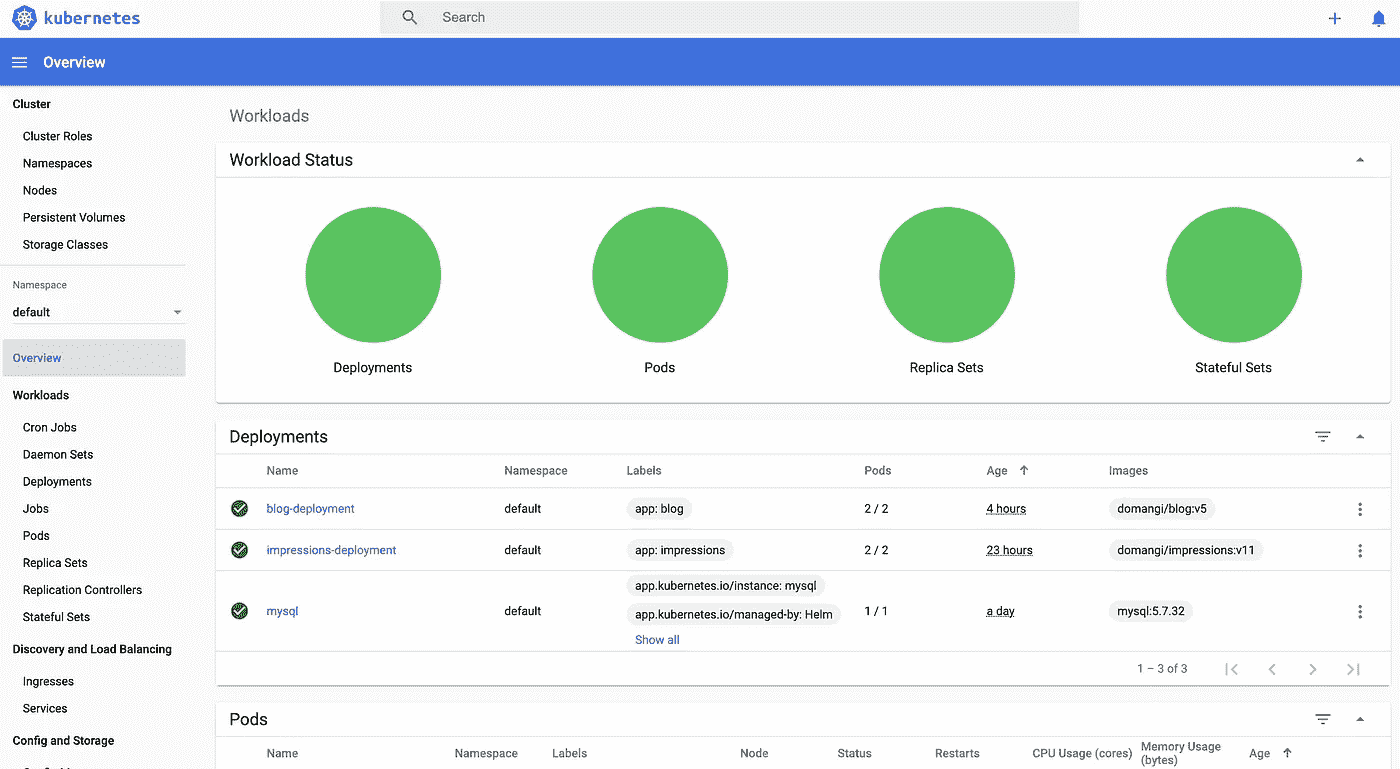 kubernetes
Search
Overview
Cluster
Cluster Roles
Namespaces
Nodes
Persistent Volumes
Storage Classes
Namespace
default
Overview
Workloads
Cron Jobs
Daemon Sets
Deployments
Jobs
Pods
Replica Sets
Replication Controllers
Stateful Sets
Discovery and Load Balancing
Ingresses
Services
Config and Storage
Workloads
Workload Status
Deployments Pods Replica Sets Stateful Sets
Deployments
Name Namespace Labels Pods Age Images
blog-deployment default app: blog 2 / 2 4 hours domangi/blog:v5
impressions-deployment default app: impressions 2 / 2 23 hours domangi/impressions:v11
app.kubernetes.io/instance: mysql
mysql default app.kubernetes.io/managed-by: Helm 1 / 1 a day mysql:5.7.32
Show all
1 – 3 of 3
Pods
Name Namespace Labels Node Status Restarts CPU Usage (cores) Memory Usage Age
(bytes)